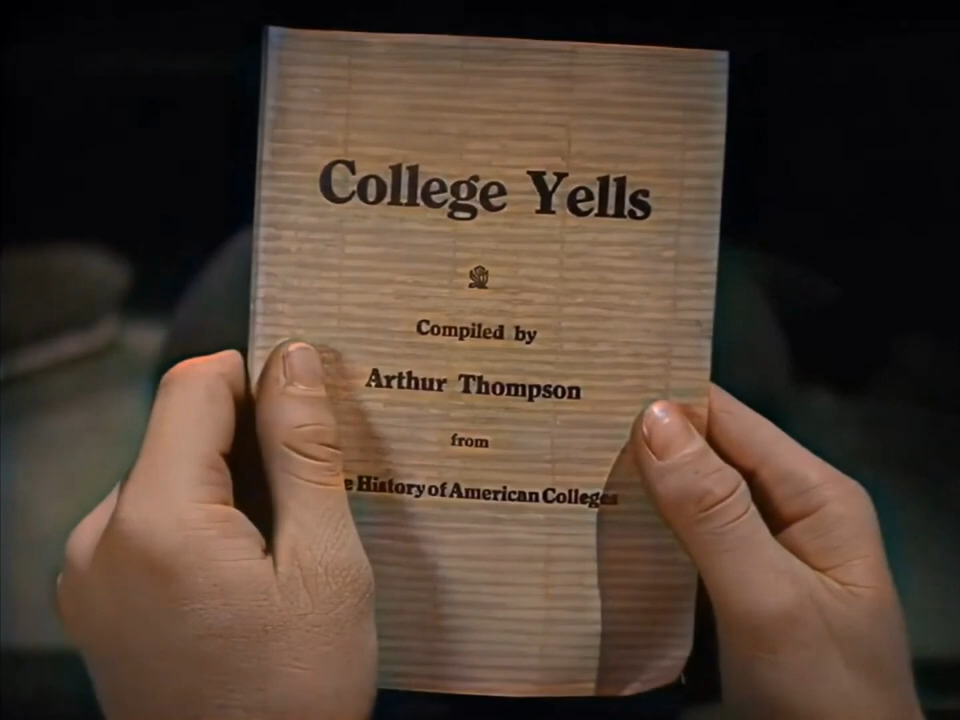 College Yells
Compiled by
Arthur Thompson
from
History of American Colleges